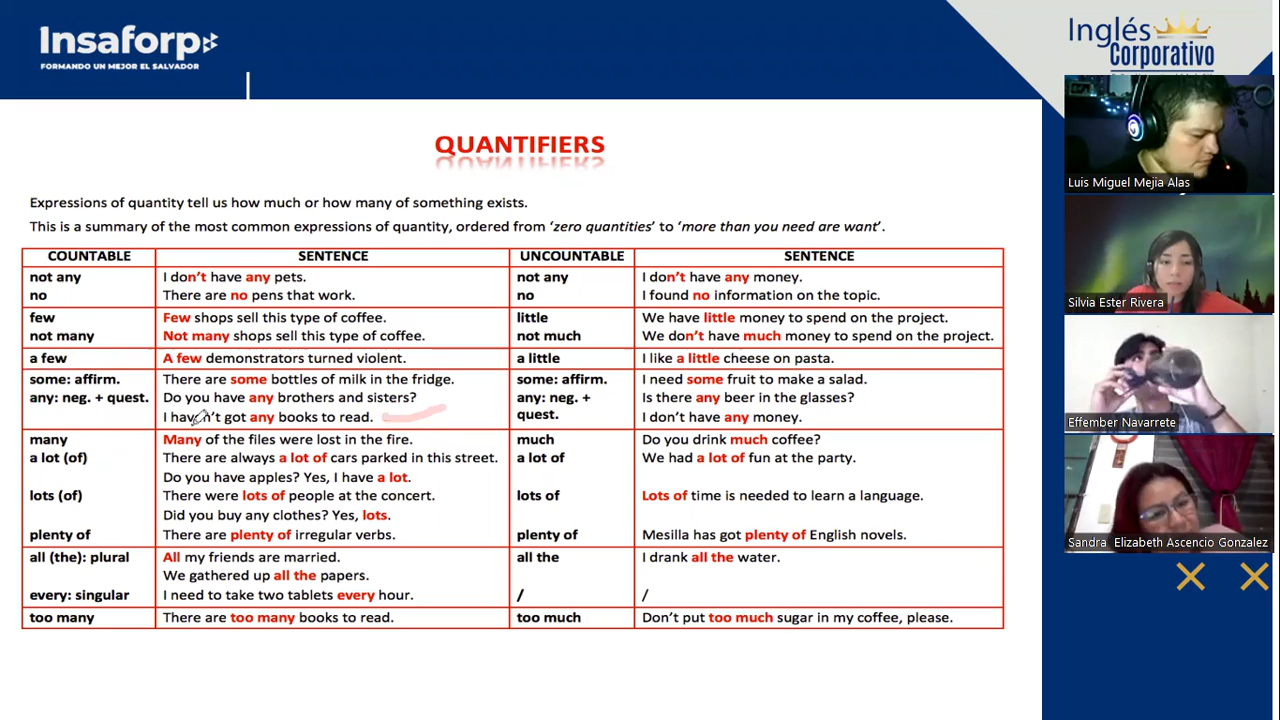 Insaforp
FORMANDO UN MEJOR EL SALVADOR
Inglés
Corporativo
QUANTIFIERS
Expressions of quantity tell us how much or how many of something exists.
This is a summary of the most common expressions of quantity, ordered from ‘zero quantities’ to ‘more than you need are want’.
COUNTABLE SENTENCE UNCOUNTABLE SENTENCE
not any I don’t have any pets. not any I don’t have any money.
no There are no pens that work. no I found no information on the topic.
few Few shops sell this type of coffee. little We have little money to spend on the project.
not many Not many shops sell this type of coffee. not much We don’t have much money to spend on the project.
a few A few demonstrators turned violent. a little I like a little cheese on pasta.
some: affirm. There are some bottles of milk in the fridge. some: affirm. I need some fruit to make a salad.
any: neg. + quest. Do you have any brothers and sisters? any: neg. + Is there any beer in the glasses?
I haven’t got any books to read. quest. I don’t have any money.
many Many of the files were lost in the fire. much Do you drink much coffee?
a lot (of) There are always a lot of cars parked in this street. a lot of We had a lot of fun at the party.
Do you have apples? Yes, I have a lot.
lots (of) There were lots of people at the concert. lots of Lots of time is needed to learn a language.
Did you buy any clothes? Yes, lots.
plenty of There are plenty of irregular verbs. plenty of Mesilla has got plenty of English novels.
all (the): plural All my friends are married. all the I drank all the water.
We gathered up all the papers.
every: singular I need to take two tablets every hour. / /
too many There are too many books to read. too much Don’t put too much sugar in my coffee, please.
Luis Miguel Mejia Alas
Silvia Ester Rivera
Effember Navarrete
Sandra Elizabeth Ascencio Gonzalez